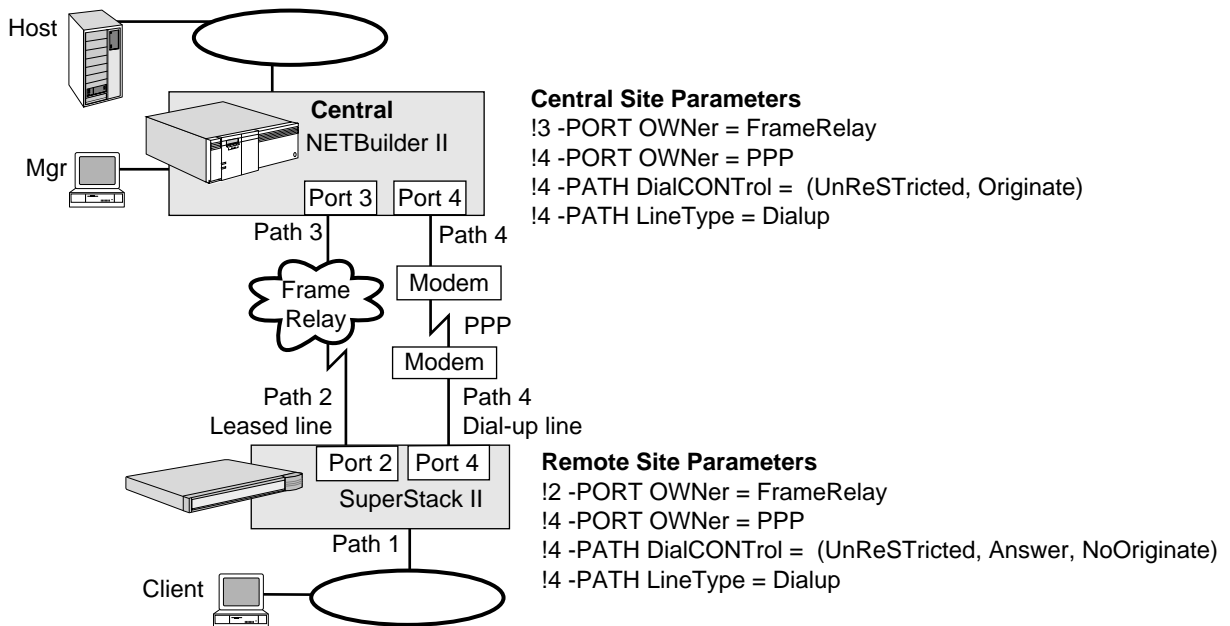 Host
Central
NETBuilder II
Mgr
Port 3
Port 4
Path 3
Path 4
Central Site Parameters
!3 -PORT OWNer = FrameRelay
!4 -PORT OWNer = PPP
!4 -PATH DialCONTrol =  (UnReSTricted, Originate)
!4 -PATH LineType = Dialup
Frame
Relay
Modem
PPP
Modem
Path 2
Leased line
Path 4
Dial-up line
Port 2
Port 4
SuperStack II
Path 1
Client
Remote Site Parameters
!2 -PORT OWNer = FrameRelay
!4 -PORT OWNer = PPP
!4 -PATH DialCONTrol =  (UnReSTricted, Answer, NoOriginate)
!4 -PATH LineType = Dialup